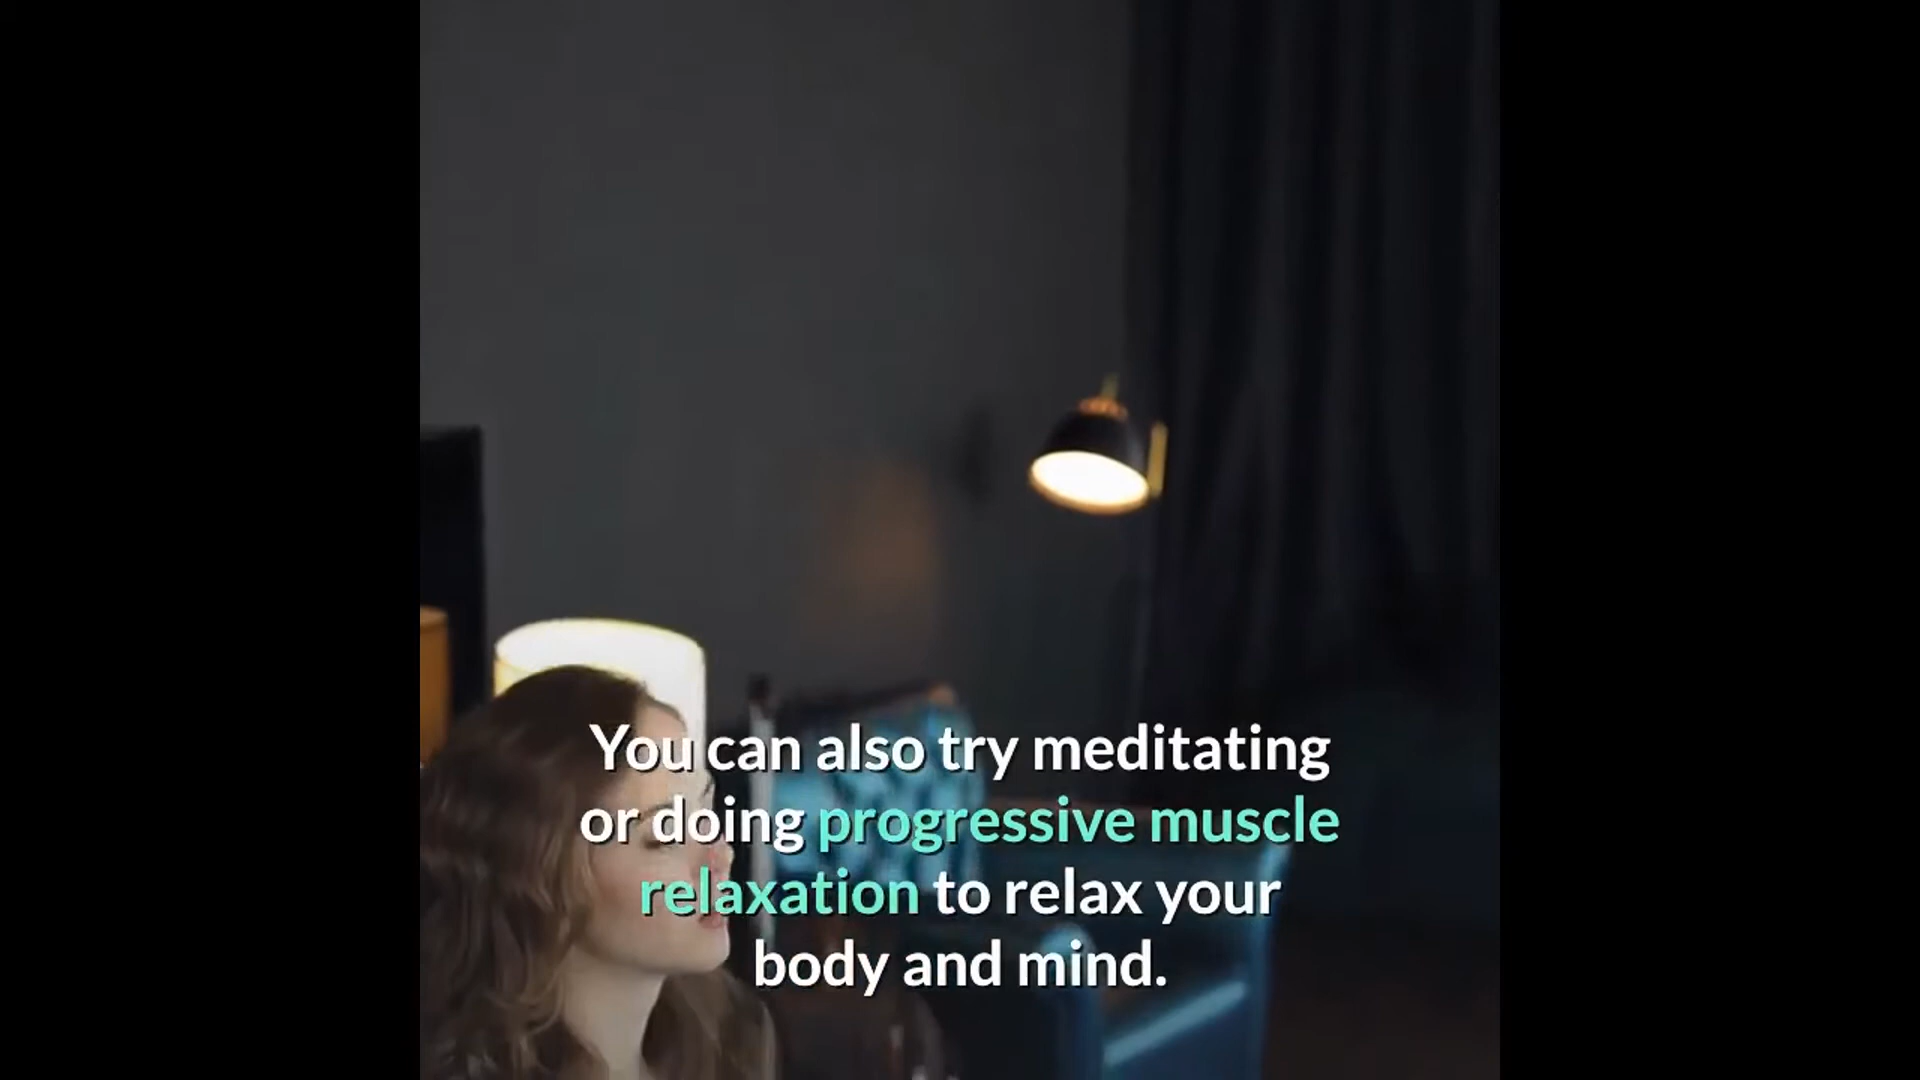 You can also try meditating
or doing progressive muscle
relaxation to relax your
body and mind.